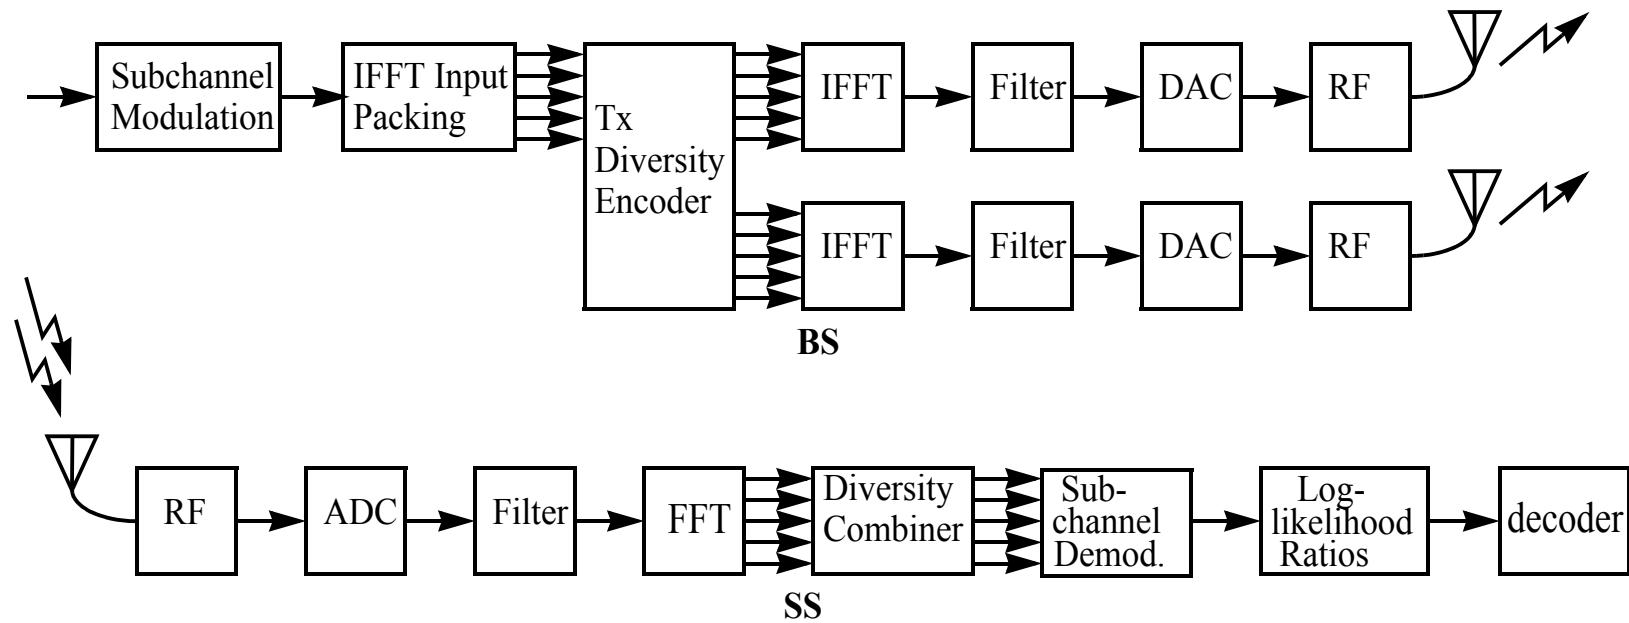 Subchannel
Modulation
IFFT Input
Packing
Tx
Diversity
Encoder
IFFT
Filter
DAC
RF
IFFT
Filter
DAC
RF
BS
RF
ADC
Filter
FFT
Diversity
Combiner
Sub-
channel
Demod.
Log-
likelihood
Ratios
decoder
SS